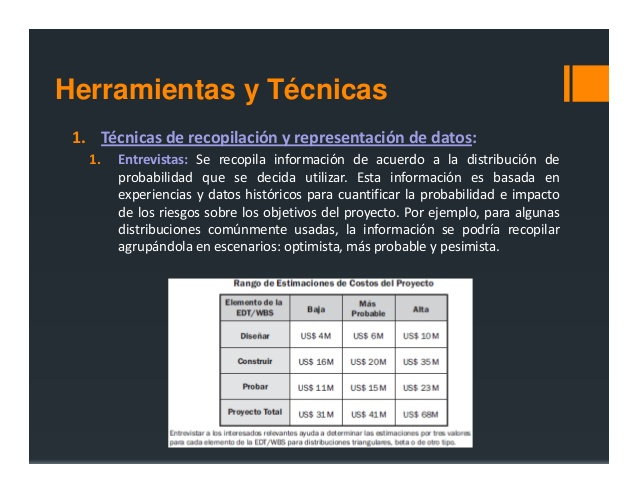 Herramientas y Técnicas
1. Técnicas de recopilación y representación de datos:
1. Entrevistas: Se recopila información de acuerdo a la distribución de
probabilidad que se decida utilizar. Esta información es basada en
experiencias y datos históricos para cuantificar la probabilidad e impacto
de los riesgos sobre los objetivos del proyecto. Por ejemplo, para algunas
distribuciones comúnmente usadas, la información se podría recopilar
agrupándola en escenarios: optimista, más probable y pesimista.
Rango de Estimaciones de Costos del Proyecto
Elemento de la EDT/WBS Baja Más Probable Alta
Diseñar US$ 4M US$ 6M US$ 10M
Construir US$ 16M US$ 20M US$ 35M
Probar US$ 11M US$ 15M US$ 23M
Proyecto Total US$ 31M US$ 41M US$ 68M
Entrevistar a los interesados relevantes ayuda a determinar las estimaciones por tres valores
para cada elemento de la EDT/WBS para distribuciones triangulares, beta o de otro tipo.